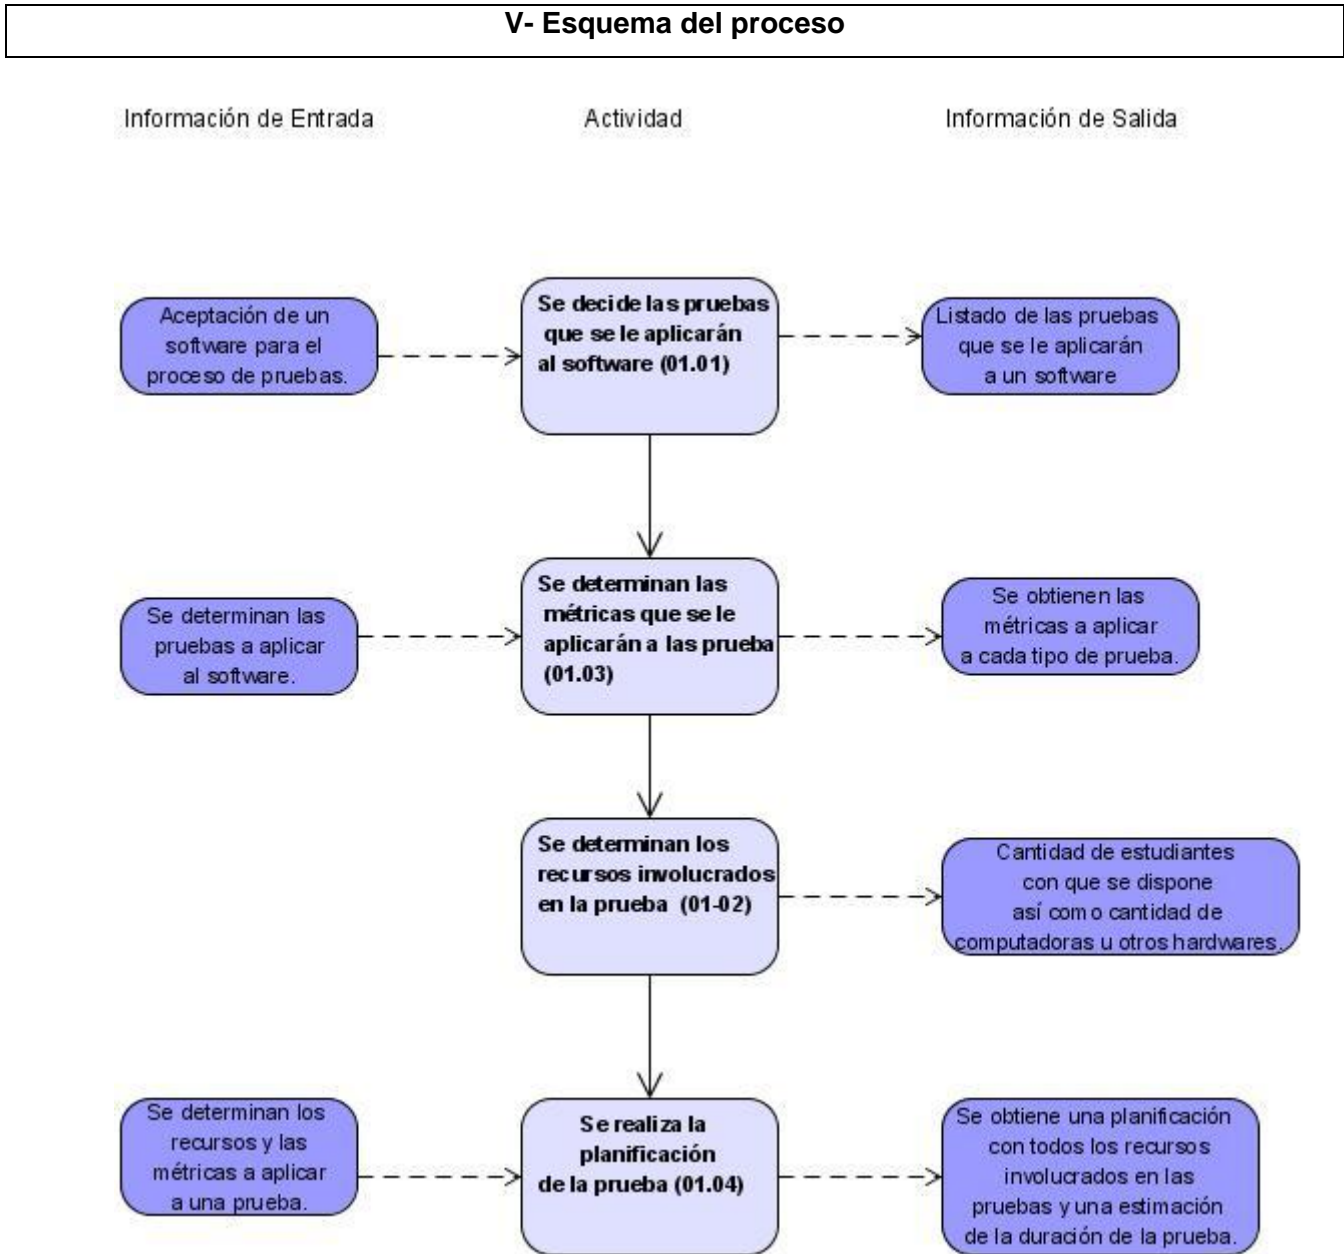 V- Esquema del proceso
Información de Entrada
Actividad
Información de Salida
Aceptación de un
software para el
proceso de pruebas.
Se decide las pruebas
que se le aplicarán
al software (01.01)
Listado de las pruebas
que se le aplicarán
a un software
Se determinan las
pruebas a aplicar
al software.
Se determinan las
métricas que se le
aplicarán a las prueba
(01.03)
Se obtienen las
métricas a aplicar
a cada tipo de prueba.
Se determinan los
recursos involucrados
en la prueba (01-02)
Cantidad de estudiantes
con que se dispone
así como cantidad de
computadoras u otros hardwares.
Se determinan los
recursos y las
métricas a aplicar
a una prueba.
Se realiza la
planificación
de la prueba (01.04)
Se obtiene una planificación
con todos los recursos
involucrados en las
pruebas y una estimación
de la duración de la prueba.